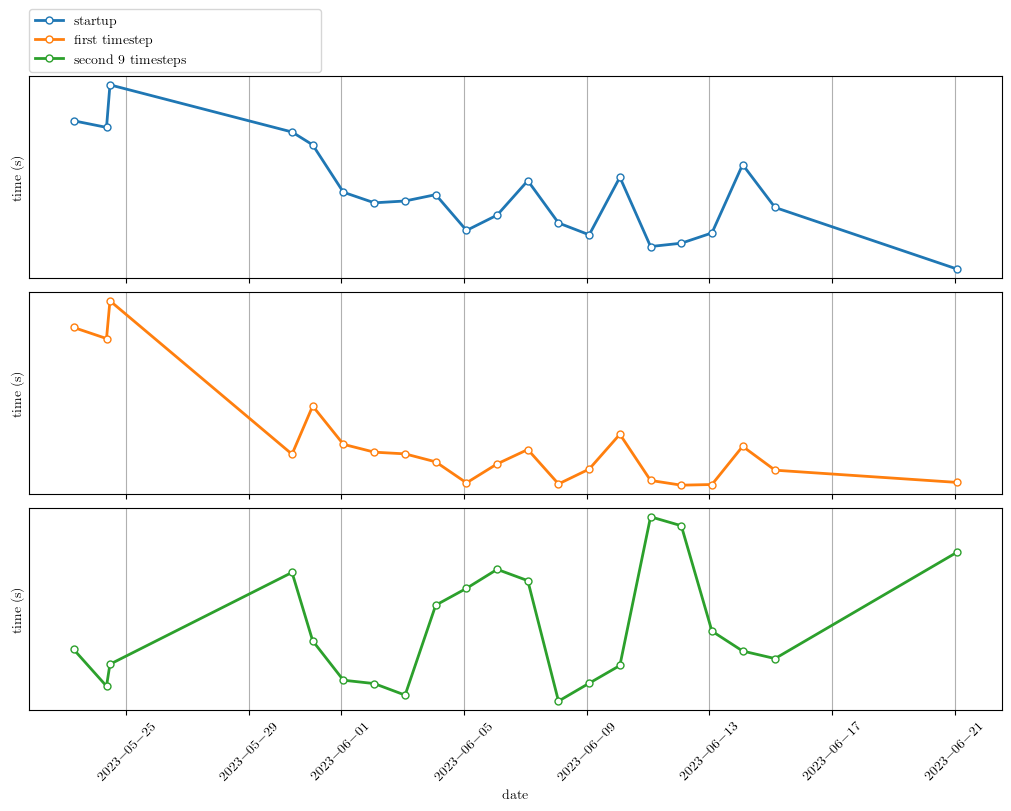 startup
first timestep
second 9 timesteps
time (s)
time (s)
time (s)
2023−05−25
2023−05−29
2023−06−01
2023−06−05
2023−06−09
2023−06−13
2023−06−17
2023−06−21
date